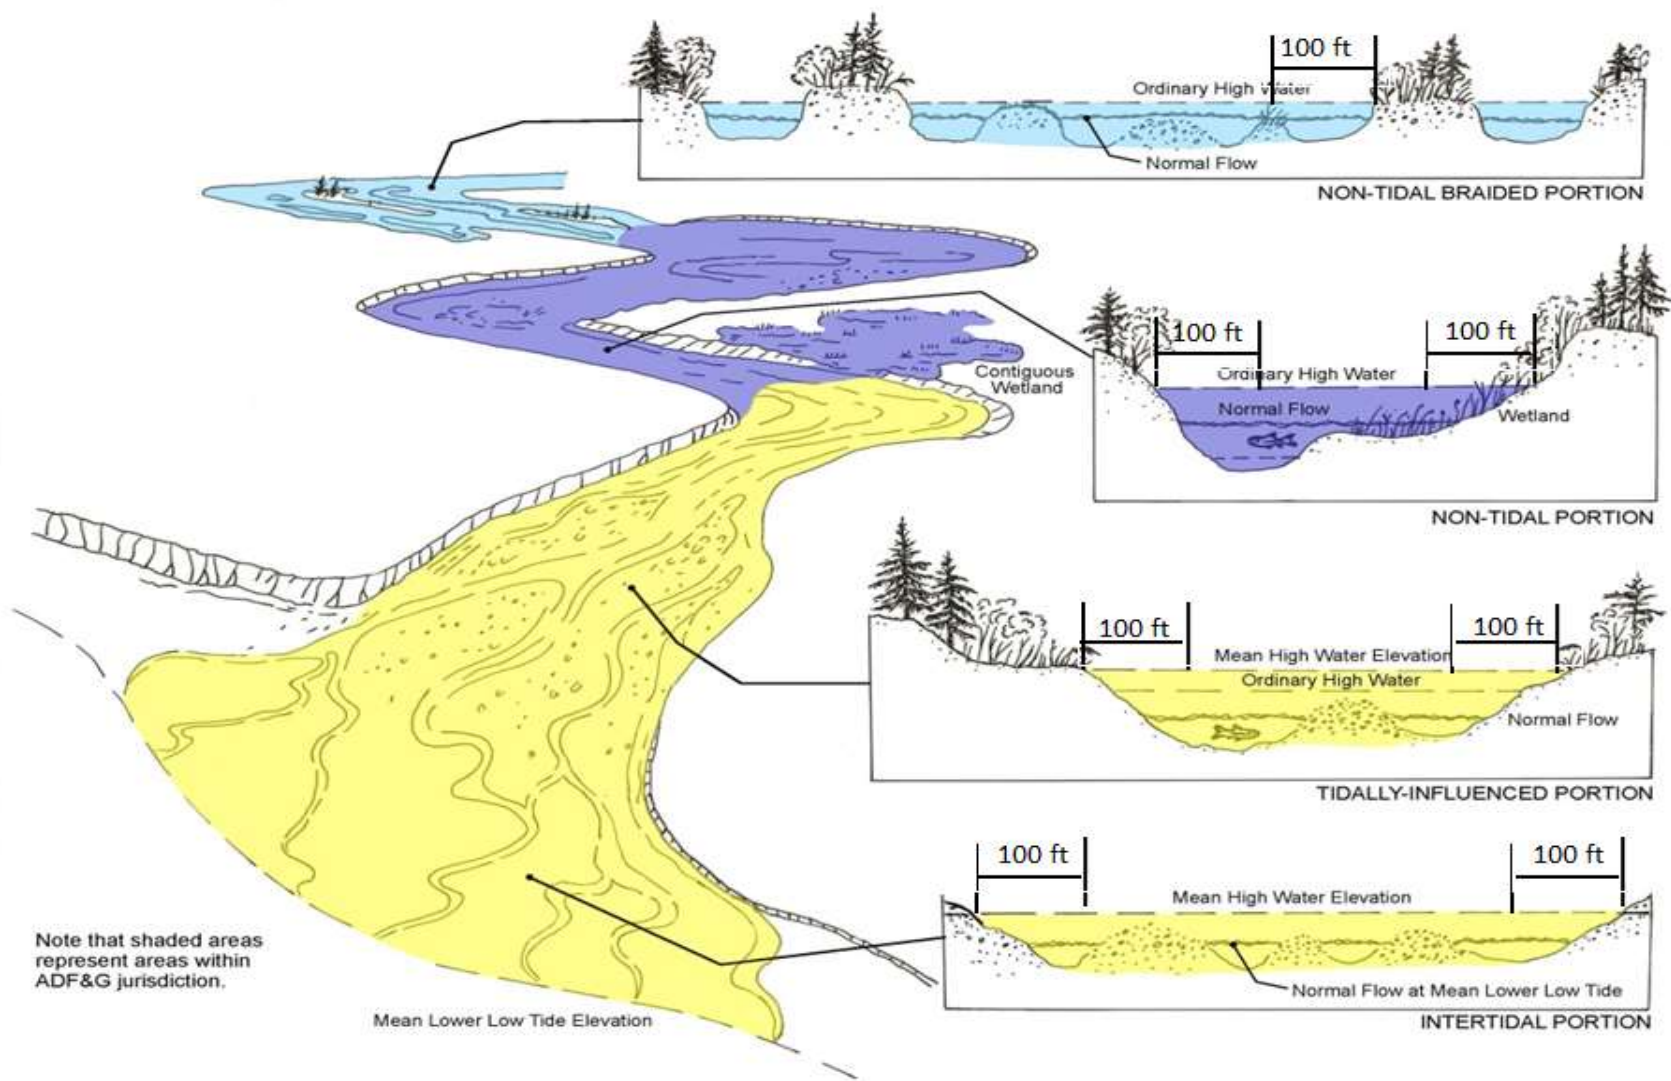 100 ft
Ordinary High Water
Normal Flow
NON-TIDAL BRAIDED PORTION
100 ft
100 ft
Ordinary High Water
Normal Flow
Wetland
Contiguous
Wetland
NON-TIDAL PORTION
100 ft
100 ft
Mean High Water Elevation
Ordinary High Water
Normal Flow
TIDALLY-INFLUENCED PORTION
100 ft
100 ft
Mean High Water Elevation
Normal Flow at Mean Lower Low Tide
INTERTIDAL PORTION
Note that shaded areas
represent areas within
ADF&G jurisdiction.
Mean Lower Low Tide Elevation